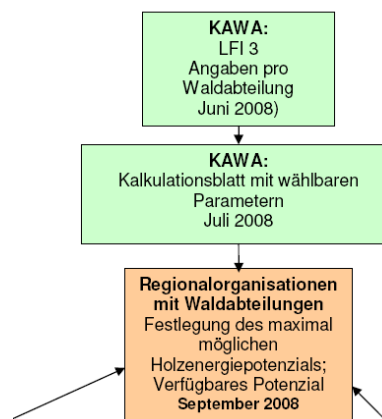 KAWA:
LFI 3
Angaben pro
Waldabteilung
Juni 2008)
KAWA:
Kalkulationsblatt mit wählbaren
Parametern
Juli 2008
Regionalorganisationen
mit Waldabteilungen
Festlegung des maximal
möglichen
Holzenergiepotenzials;
Verfügbares Potenzial
September 2008